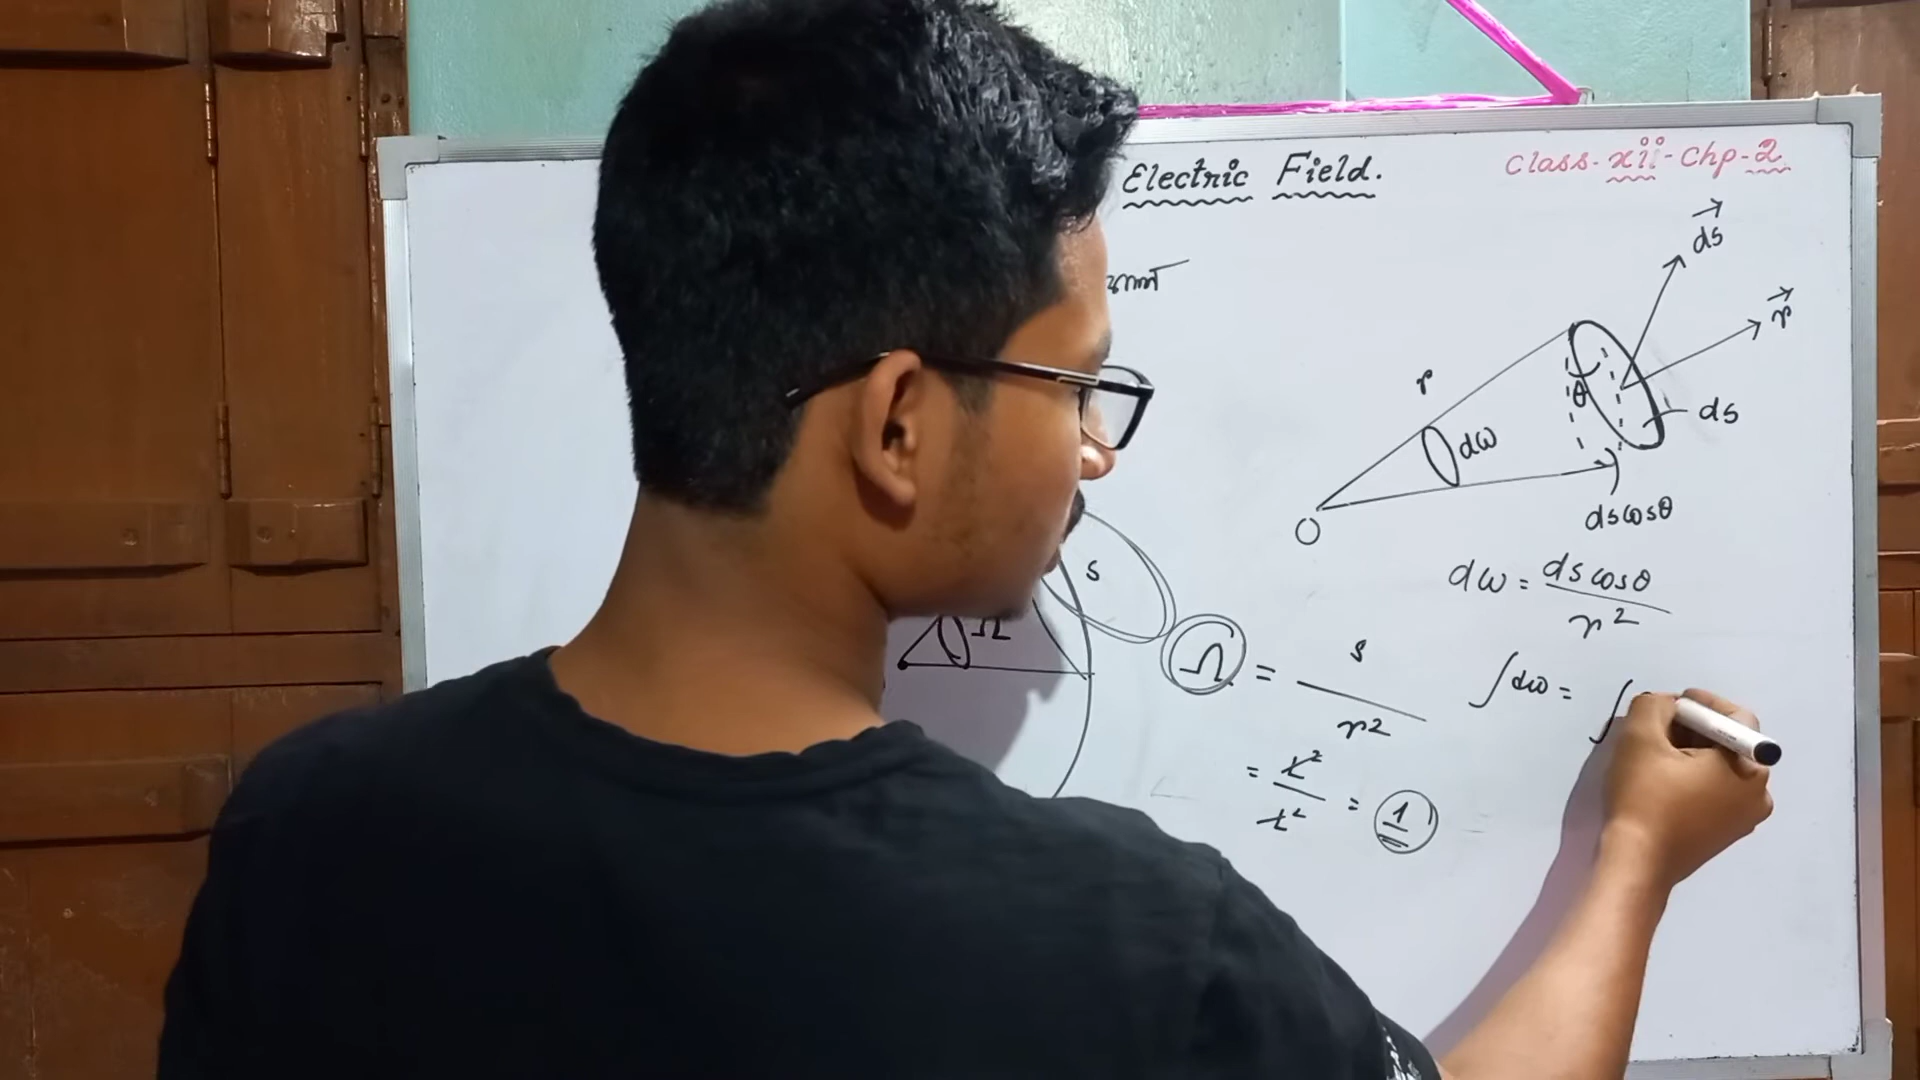 Electric Field.
Class-xii-Chp-2
ds
r
r
θ
ds
dω
O
dscosθ
s
Ω
dω = dscosθ / r²
Ω = s / r²
∫dω = ∫
= r² / r² = 1